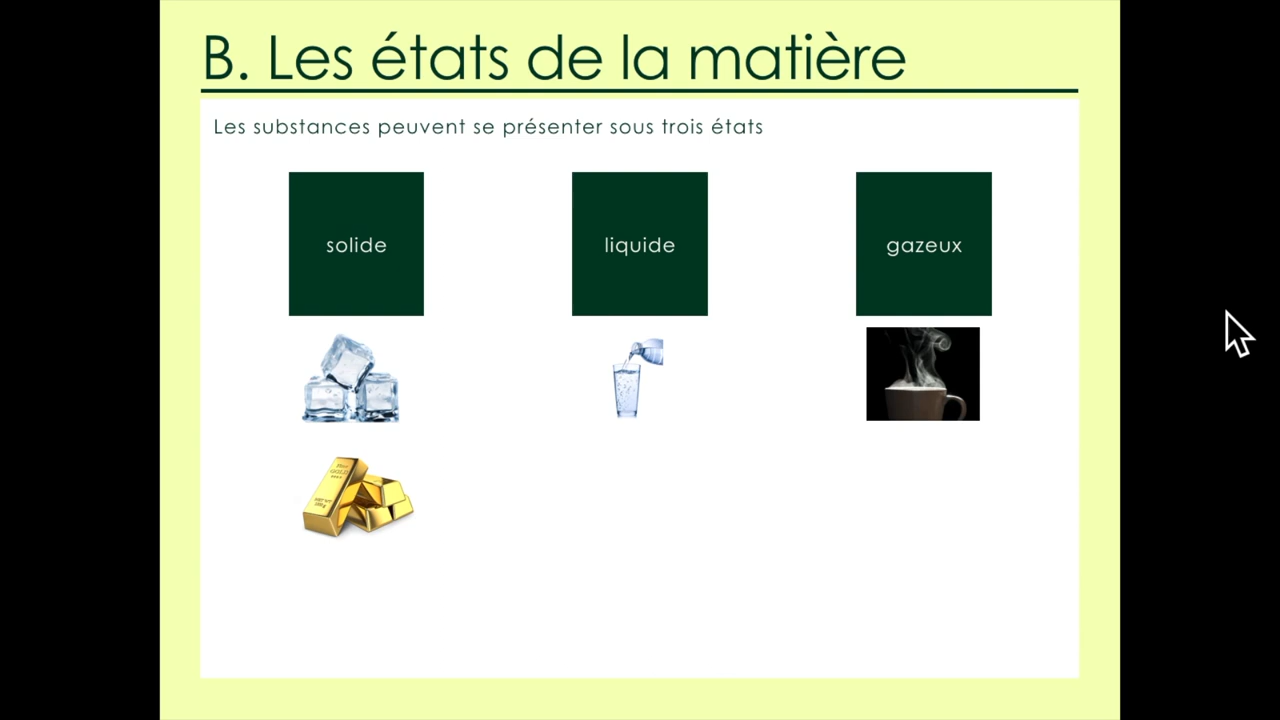 B. Les états de la matière
Les substances peuvent se présenter sous trois états
solide
liquide
gazeux